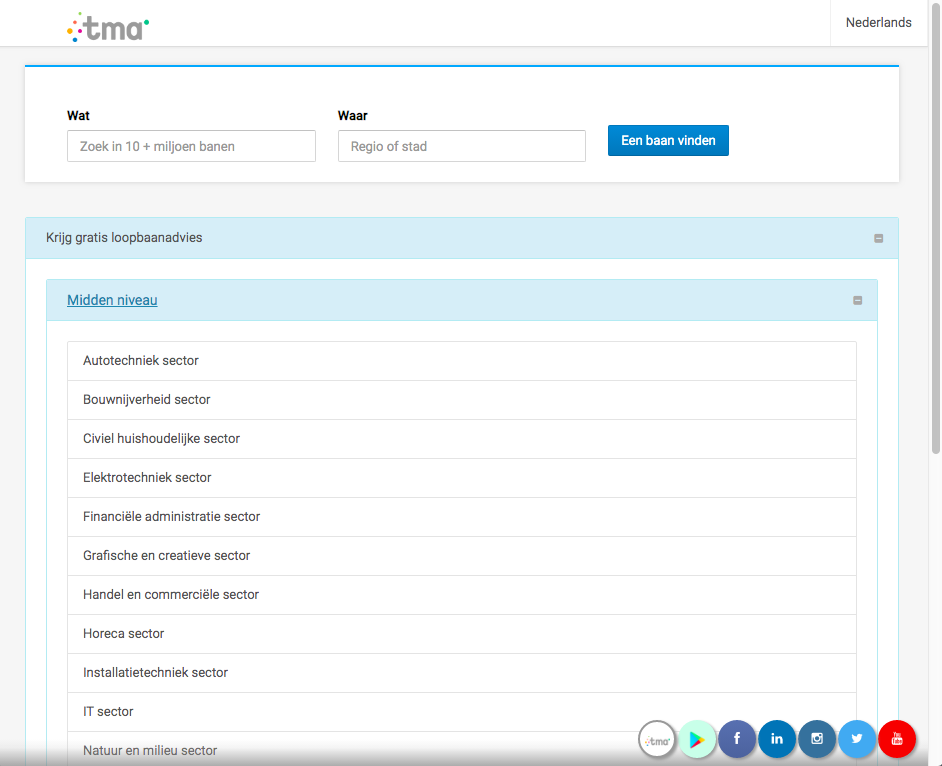 tma
Nederlands
Wat
Waar
Zoek in 10 + miljoen banen
Regio of stad
Een baan vinden
Krijg gratis loopbaanadvies
Midden niveau
Autotechniek sector
Bouwnijverheid sector
Civiel huishoudelijke sector
Elektrotechniek sector
Financiële administratie sector
Grafische en creatieve sector
Handel en commerciële sector
Horeca sector
Installatietechniek sector
IT sector
Natuur en milieu sector
tma
f
in
You
Tube